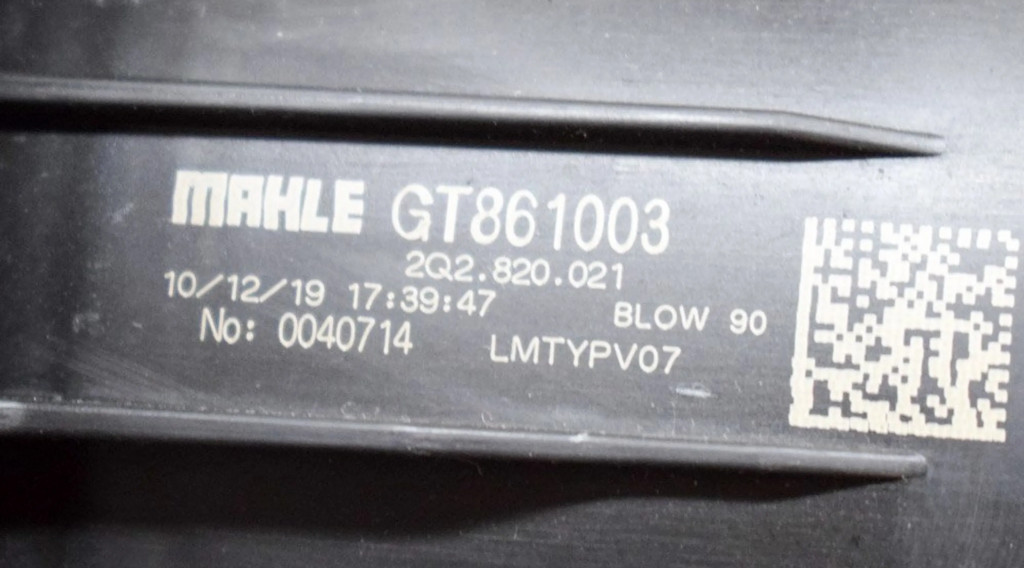 MAHLE GT861003
2Q2.820.021
10/12/19 17:39:47 BLOW 90
No: 0040714 LMTYPV07